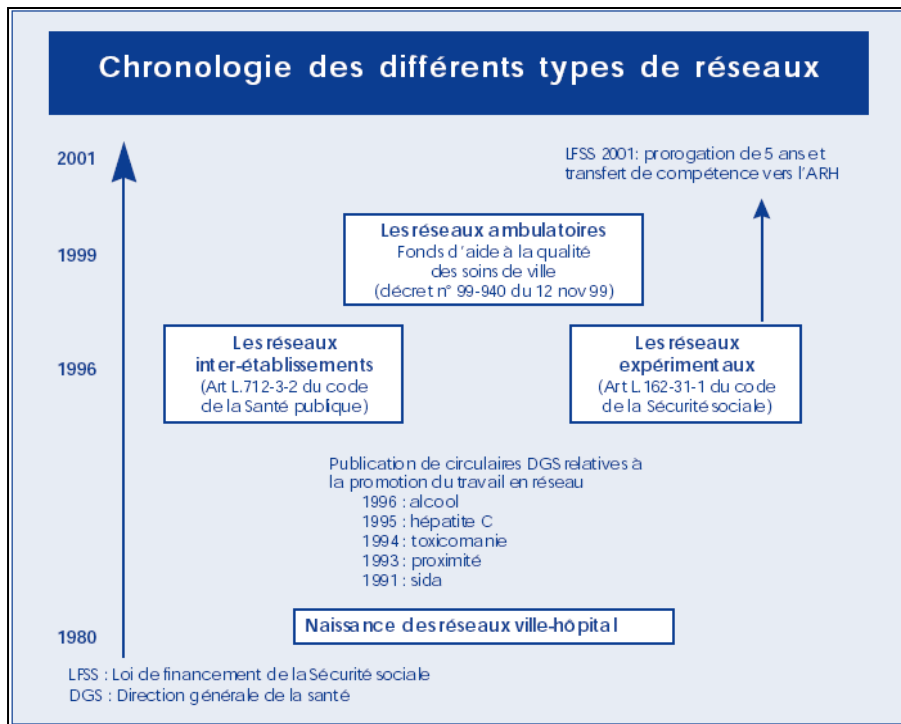 Chronologie des différents types de réseaux
2001
LFSS 2001: prorogation de 5 ans et
transfert de compétence vers l'ARH
1999
Les réseaux ambulatoires
Fonds d'aide à la qualité
des soins de ville
(décret n° 99-940 du 12 nov 99)
1996
Les réseaux
inter-établissements
(Art L.712-3-2 du code
de la Santé publique)
Les réseaux
expérimentaux
(Art L.162-31-1 du code
de la Sécurité sociale)
Publication de circulaires DGS relatives à
la promotion du travail en réseau
1996 : alcool
1995 : hépatite C
1994 : toxicomanie
1993 : proximité
1991 : sida
1980
Naissance des réseaux ville-hôpital
LFSS : Loi de financement de la Sécurité sociale
DGS : Direction générale de la santé